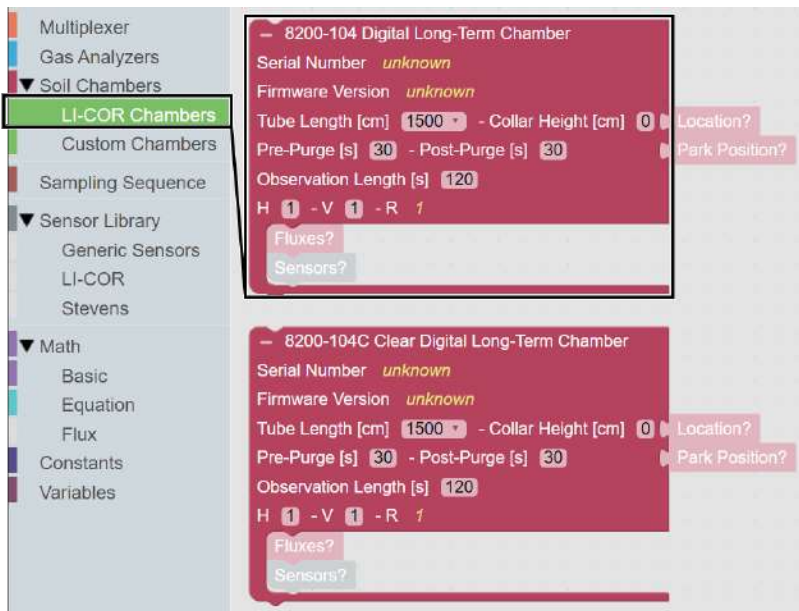 Multiplexer
Gas Analyzers
▼ Soil Chambers
LI-COR Chambers
Custom Chambers
Sampling Sequence
▼ Sensor Library
Generic Sensors
LI-COR
Stevens
▼ Math
Basic
Equation
Flux
Constants
Variables
– 8200-104 Digital Long-Term Chamber
Serial Number unknown
Firmware Version unknown
Tube Length [cm] 1500 - Collar Height [cm] 0 Location?
Pre-Purge [s] 30 - Post-Purge [s] 30 Park Position?
Observation Length [s] 120
H 1 - V 1 - R 1
Fluxes?
Sensors?
– 8200-104C Clear Digital Long-Term Chamber
Serial Number unknown
Firmware Version unknown
Tube Length [cm] 1500 - Collar Height [cm] 0 Location?
Pre-Purge [s] 30 - Post-Purge [s] 30 Park Position?
Observation Length [s] 120
H 1 - V 1 - R 1
Fluxes?
Sensors?